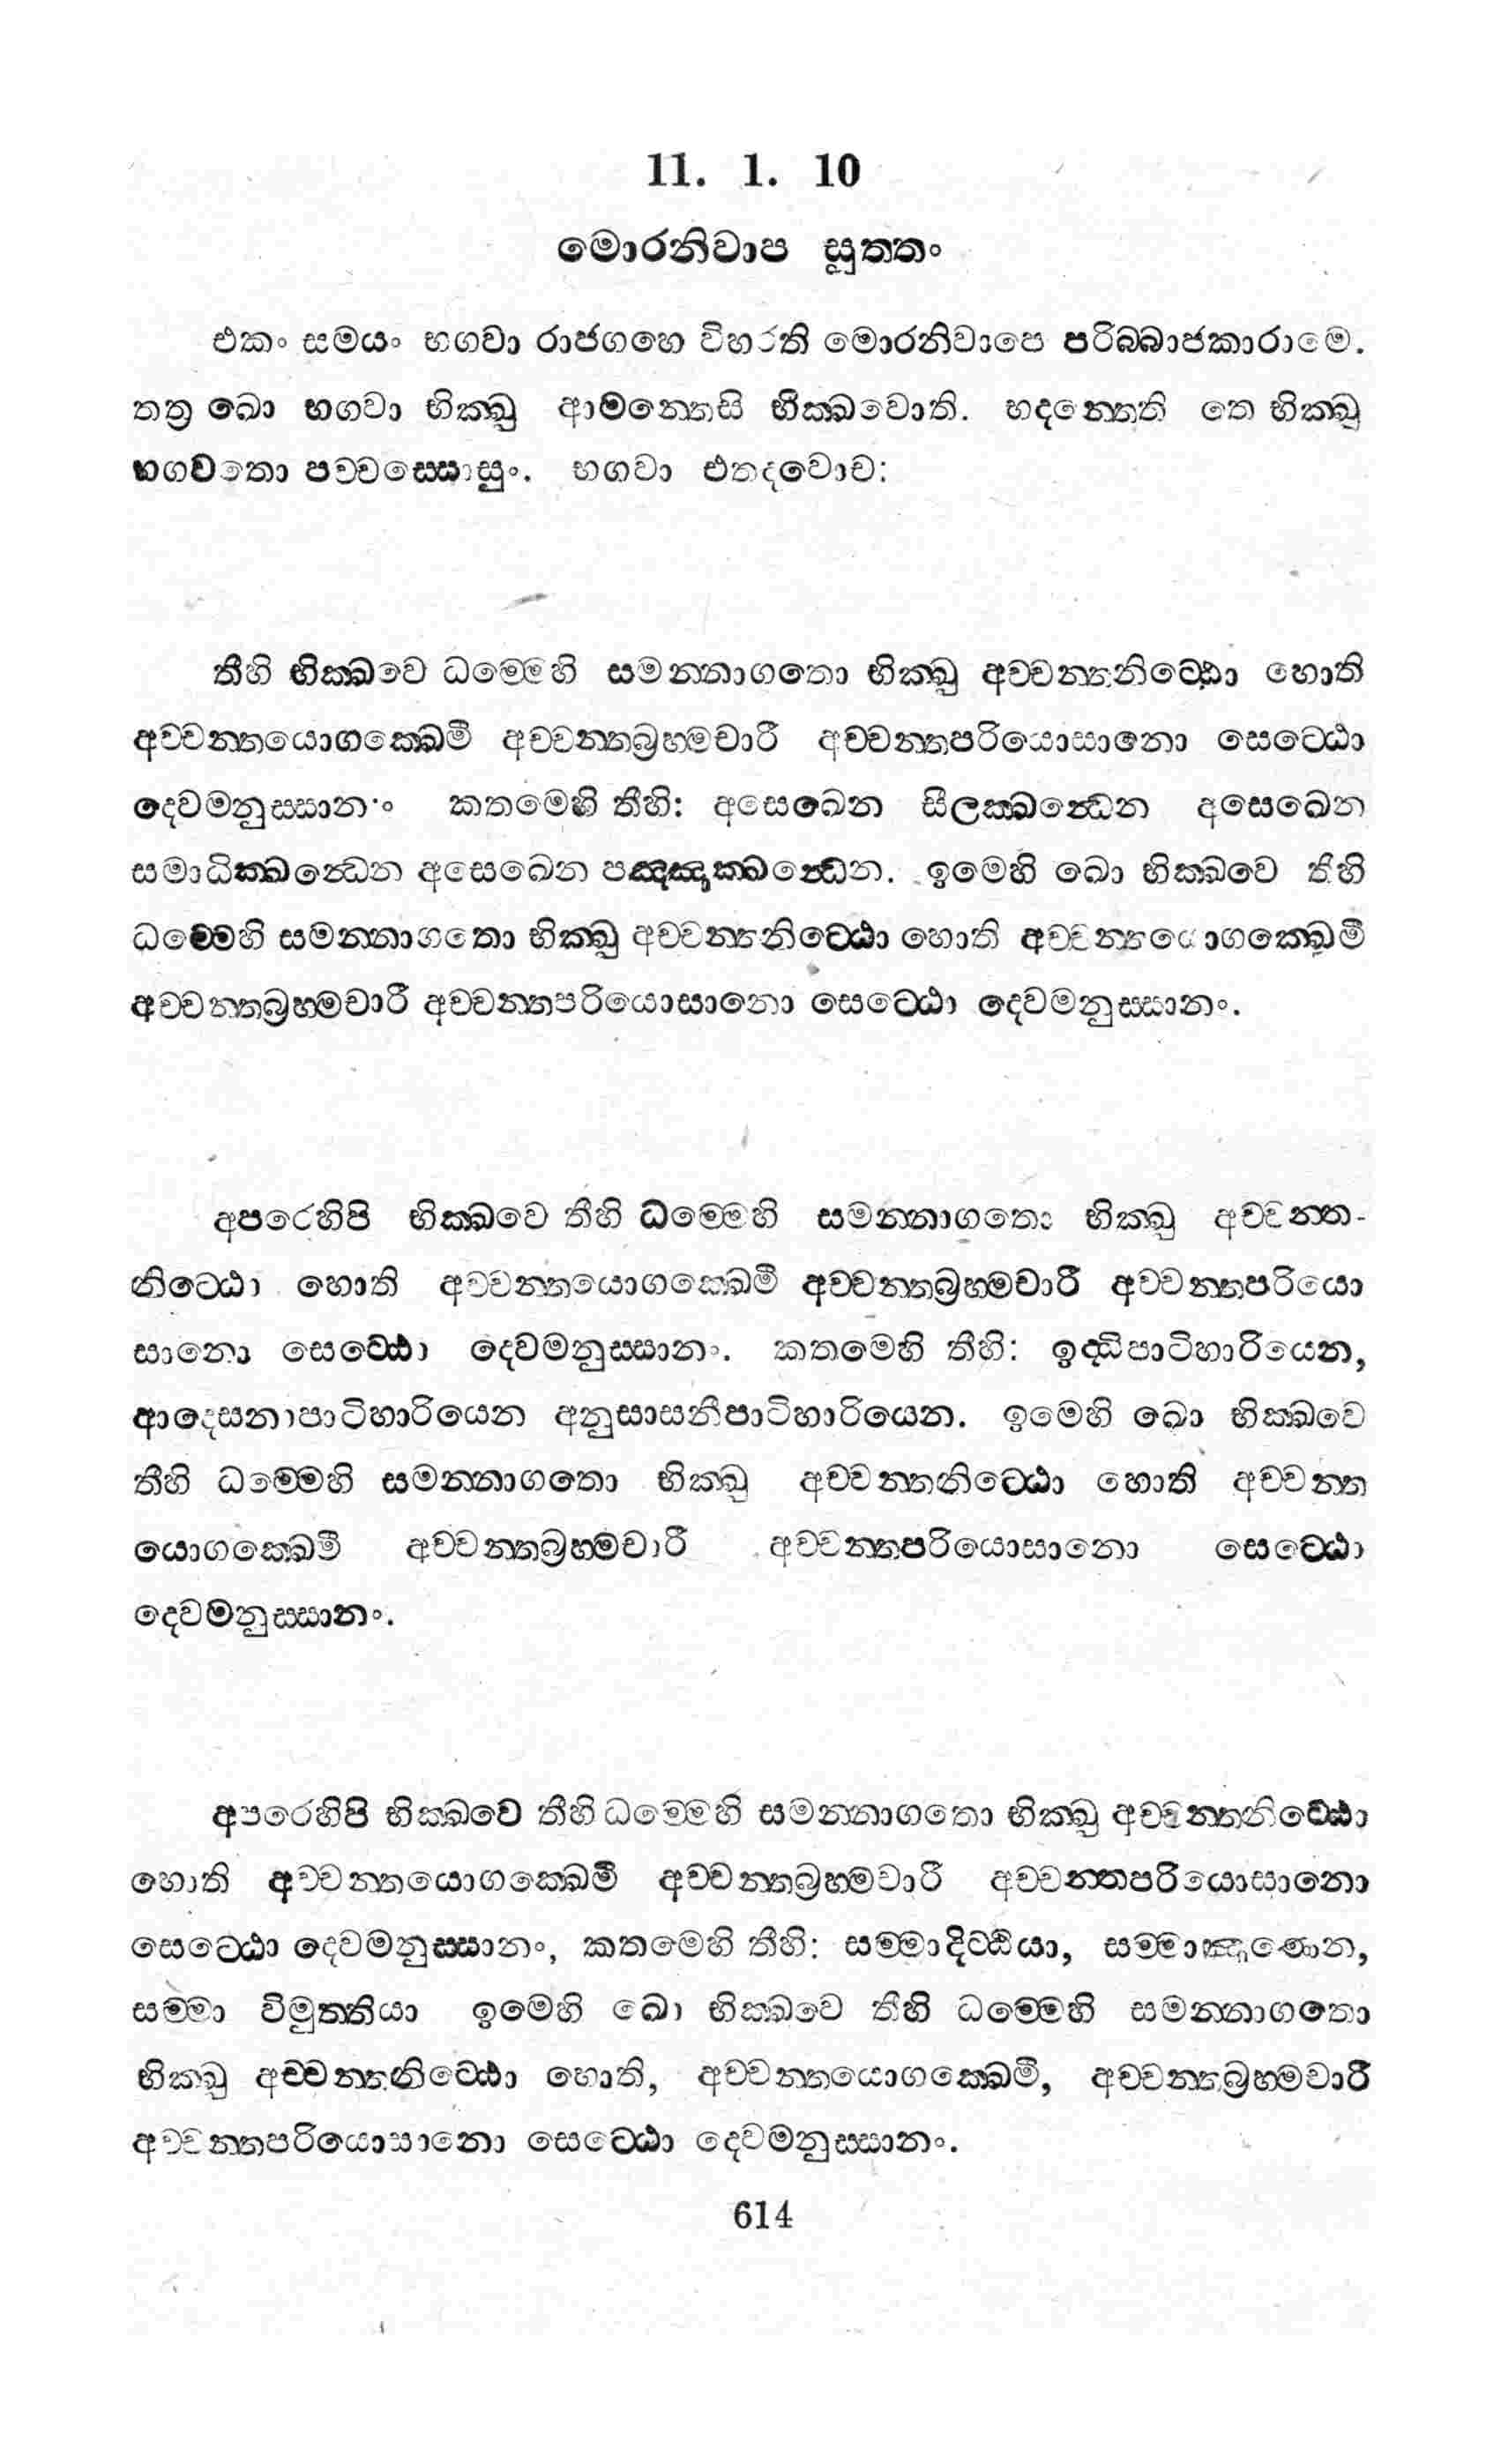 11. 1. 10
මොරනිවාප සුත්තං
එකං සමයං භගවා රාජගහෙ විහරති මොරනිවාපෙ පරිබ්බාජකාරාමෙ.
තත්‍ර ඛො භගවා භික්ඛු ආමන්තෙසි භික්ඛවොති. භදන්තෙති තෙ භික්ඛු
භගවතො පච්චස්සොසුං. භගවා එතදවොච:
තීහි භික්ඛවෙ ධම්මෙහි සමන්නාගතො භික්ඛු අච්චන්තනිට්ඨො හොති
අච්චන්තයොගක්ඛෙමී අච්චන්තබ්‍රහ්මචාරී අච්චන්තපරියොසානො සෙට්ඨො
දෙවමනුස්සානං කතමෙහි තීහි: අසෙඛෙන සීලක්ඛන්ධෙන අසෙඛෙන
සමාධික්ඛන්ධෙන අසෙඛෙන පඤ්ඤක්ඛන්ධෙන. ඉමෙහි ඛො භික්ඛවෙ තීහි
ධම්මෙහි සමන්නාගතො භික්ඛු අච්චන්තනිට්ඨො හොති අච්චන්තයොගක්ඛෙමී
අච්චන්තබ්‍රහ්මචාරී අච්චන්තපරියොසානො සෙට්ඨො දෙවමනුස්සානං.
අපරෙහිපි භික්ඛවෙ තීහි ධම්මෙහි සමන්නාගතො භික්ඛු අච්චන්ත-
නිට්ඨො හොති අච්චන්තයොගක්ඛෙමී අච්චන්තබ්‍රහ්මචාරී අච්චන්තපරියො
සානො සෙට්ඨො දෙවමනුස්සානං. කතමෙහි තීහි: ඉද්ධිපාටිහාරියෙන,
ආදෙසනාපාටිහාරියෙන අනුසාසනීපාටිහාරියෙන. ඉමෙහි ඛො භික්ඛවෙ
තීහි ධම්මෙහි සමන්නාගතො භික්ඛු අච්චන්තනිට්ඨො හොති අච්චන්ත
යොගක්ඛෙමී අච්චන්තබ්‍රහ්මචාරී අච්චන්තපරියොසානො සෙට්ඨො
දෙවමනුස්සානං.
අපරෙහිපි භික්ඛවෙ තීහි ධම්මෙහි සමන්නාගතො භික්ඛු අච්චන්තනිට්ඨො
හොති අච්චන්තයොගක්ඛෙමී අච්චන්තබ්‍රහ්මචාරී අච්චන්තපරියොසානො
සෙට්ඨො දෙවමනුස්සානං, කතමෙහි තීහි: සම්මාදිට්ඨියා, සම්මාඤාණෙන,
සම්මා විමුත්තියා ඉමෙහි ඛො භික්ඛවෙ තීහි ධම්මෙහි සමන්නාගතො
භික්ඛු අච්චන්තනිට්ඨො හොති, අච්චන්තයොගක්ඛෙමී, අච්චන්තබ්‍රහ්මචාරී
අච්චන්තපරියොසානො සෙට්ඨො දෙවමනුස්සානං.
614